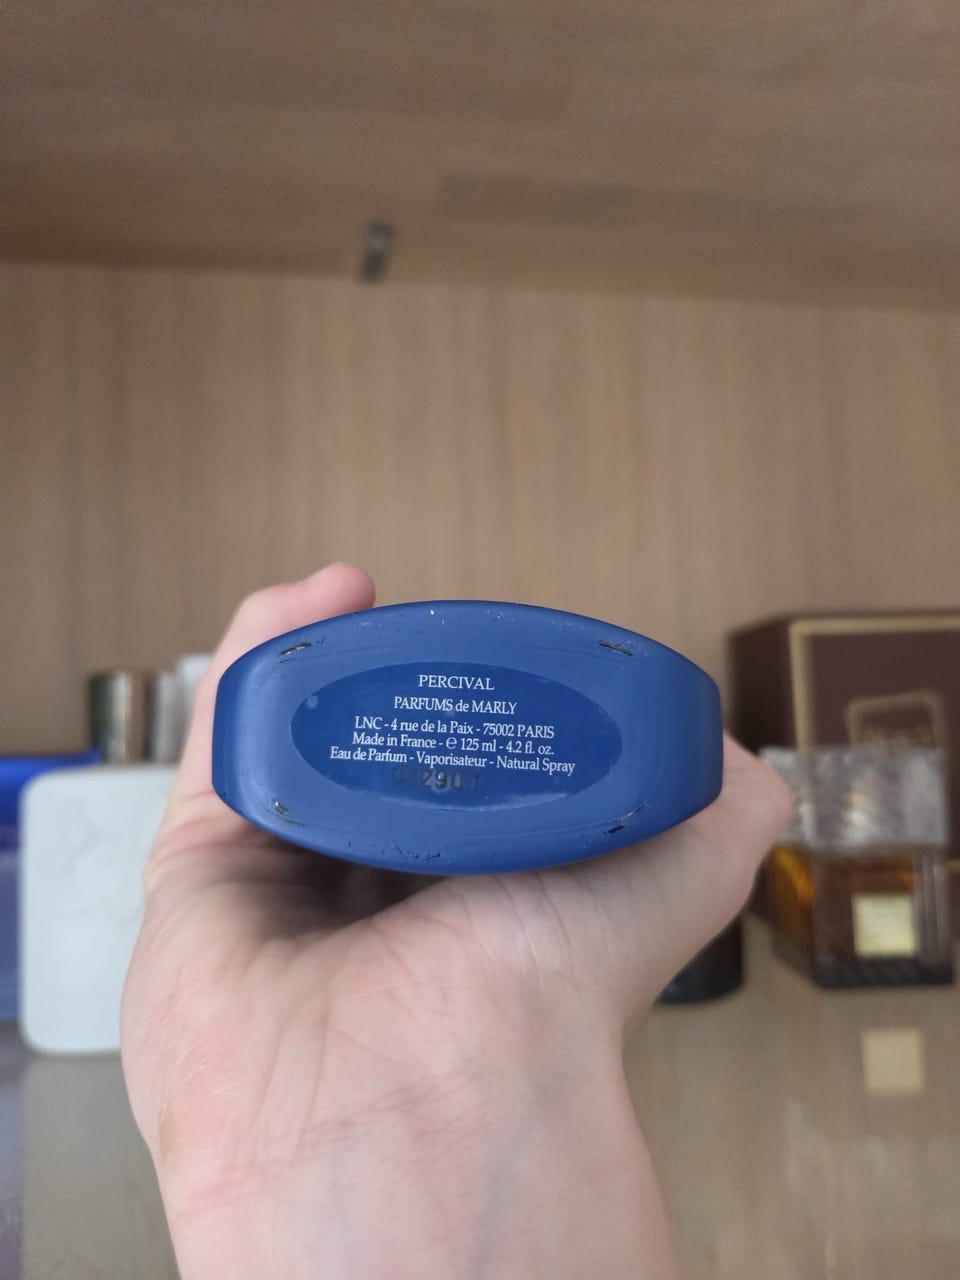 PERCIVAL
PARFUMS de MARLY
LNC - 4 rue de la Paix - 75002 PARIS
Made in France - ℮ 125 ml - 4.2 fl. oz.
Eau de Parfum - Vaporisateur - Natural Spray